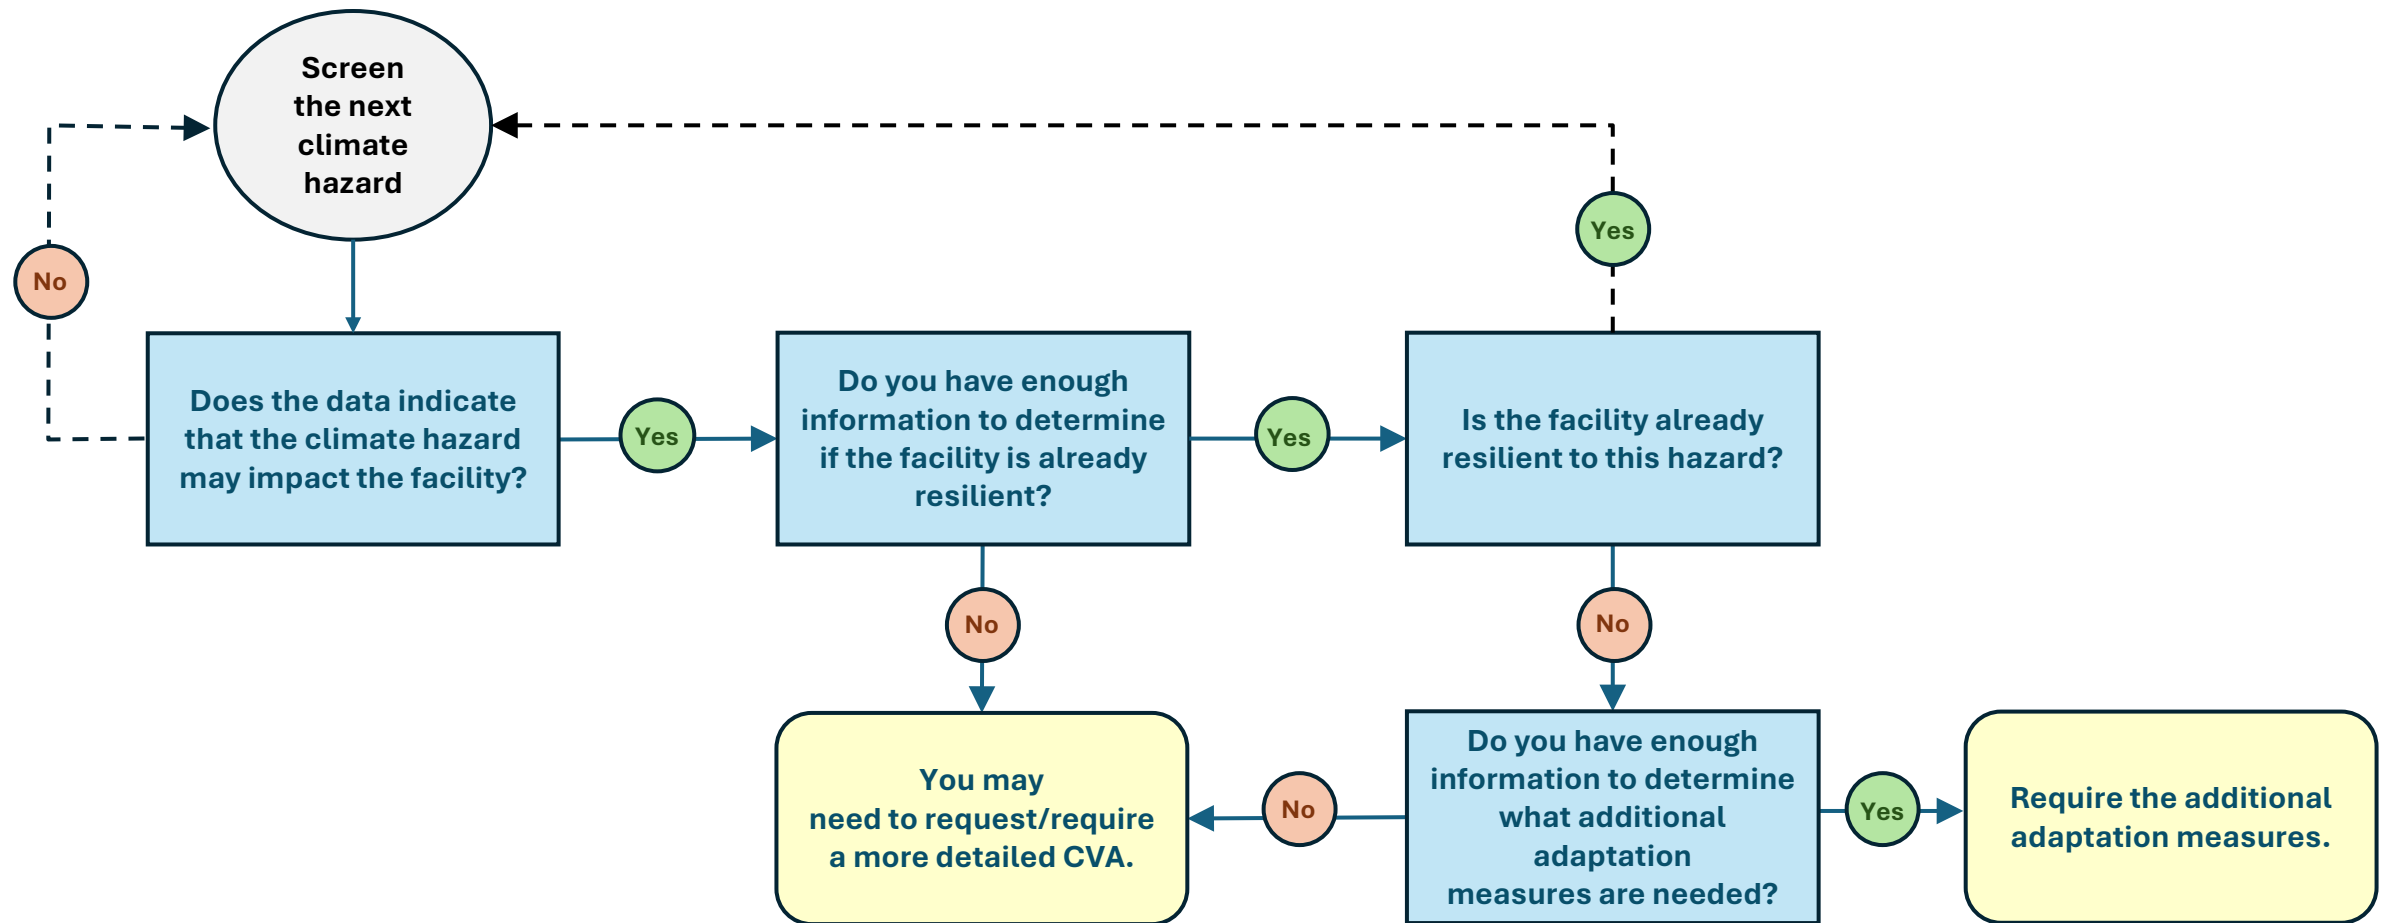 Screen
the next
climate
hazard
Yes
No
Does the data indicate
that the climate hazard
may impact the facility?
Yes
Do you have enough
information to determine
if the facility is already
resilient?
Yes
Is the facility already
resilient to this hazard?
No
No
You may
need to request/require
a more detailed CVA.
No
Do you have enough
information to determine
what additional
adaptation
measures are needed?
Yes
Require the additional
adaptation measures.